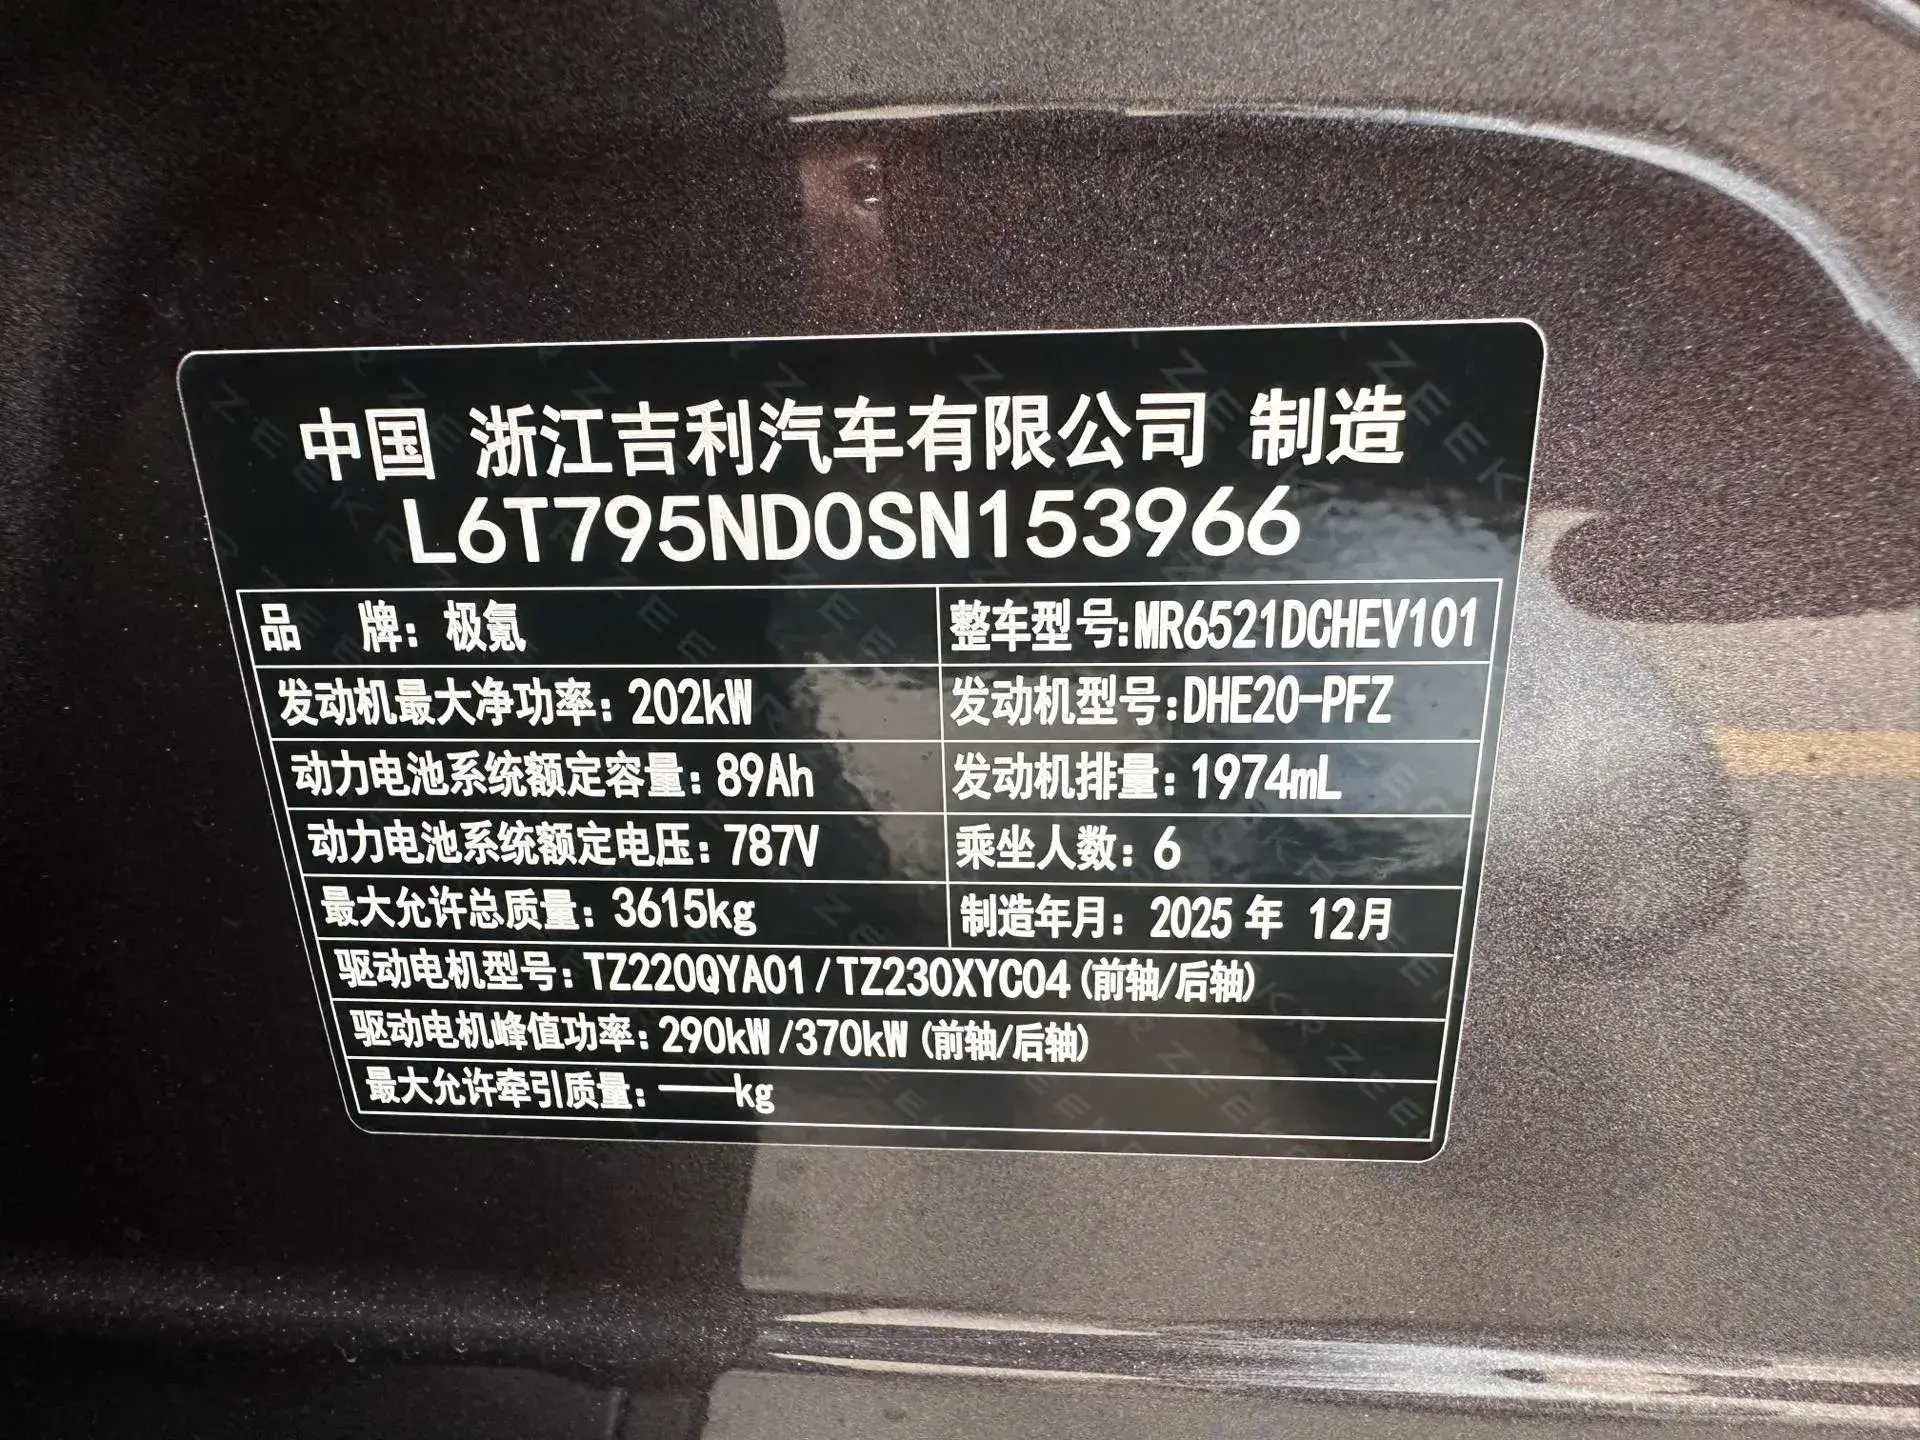 中国 浙江吉利汽车有限公司 制造
L6T795ND0SN153966
品 牌：极氪 整车型号:MR6521DCHEV101
发动机最大净功率：202kW 发动机型号:DHE20-PFZ
动力电池系统额定容量：89Ah 发动机排量：1974mL
动力电池系统额定电压：787V 乘坐人数：6
最大允许总质量：3615kg 制造年月：2025 年 12月
驱动电机型号：TZ220QYA01/TZ230XYC04(前轴/后轴)
驱动电机峰值功率：290kW/370kW(前轴/后轴)
最大允许牵引质量：——kg
ZEEKR